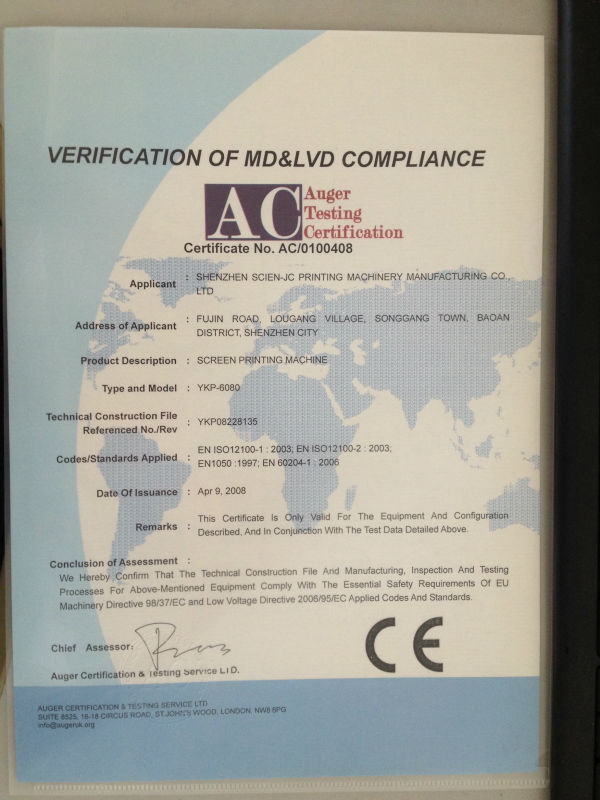 VERIFICATION OF MD&LVD COMPLIANCE
AC Auger
Testing
Certification
Certificate No. AC/0100408
Applicant : SHENZHEN SCIEN-JC PRINTING MACHINERY MANUFACTURING CO.,
LTD
Address of Applicant : FUJIN ROAD, LOUGANG VILLAGE, SONGGANG TOWN, BAOAN
DISTRICT, SHENZHEN CITY
Product Description : SCREEN PRINTING MACHINE
Type and Model : YKP-6080
Technical Construction File
Referenced No./Rev : YKP08228135
Codes/Standards Applied : EN ISO12100-1 : 2003; EN ISO12100-2 : 2003;
EN1050 :1997; EN 60204-1 : 2006
Date Of Issuance : Apr 9, 2008
Remarks : This Certificate Is Only Valid For The Equipment And Configuration
Described, And In Conjunction With The Test Data Detailed Above.
Conclusion of Assessment :
We Hereby Confirm That The Technical Construction File And Manufacturing, Inspection And Testing
Processes For Above-Mentioned Equipment Comply With The Essential Safety Requirements Of EU
Machinery Directive 98/37/EC and Low Voltage Directive 2006/95/EC Applied Codes And Standards.
Chief Assessor:
CE
Auger Certification & Testing Service LTD.
AUGER CERTIFICATION & TESTING SERVICE LTD
SUITE 8525, 16-18 CIRCUS ROAD, ST.JOHN'S WOOD, LONDON, NW8 6PG
info@augeruk.org